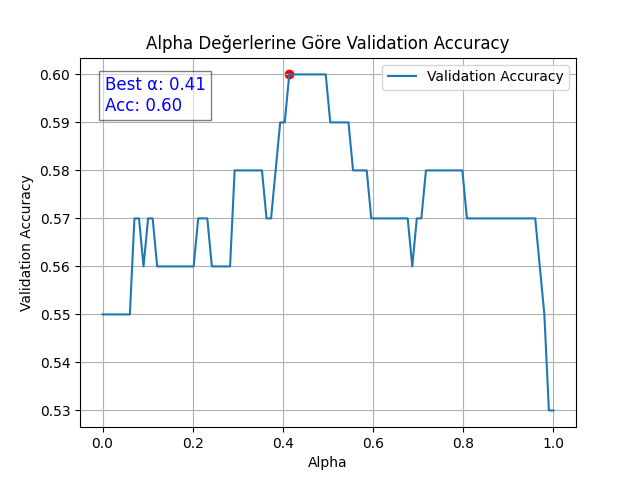 Alpha Değerlerine Göre Validation Accuracy
Best α: 0.41
Acc: 0.60
Validation Accuracy
Validation Accuracy
0.60
0.59
0.58
0.57
0.56
0.55
0.54
0.53
0.0 0.2 0.4 0.6 0.8 1.0
Alpha